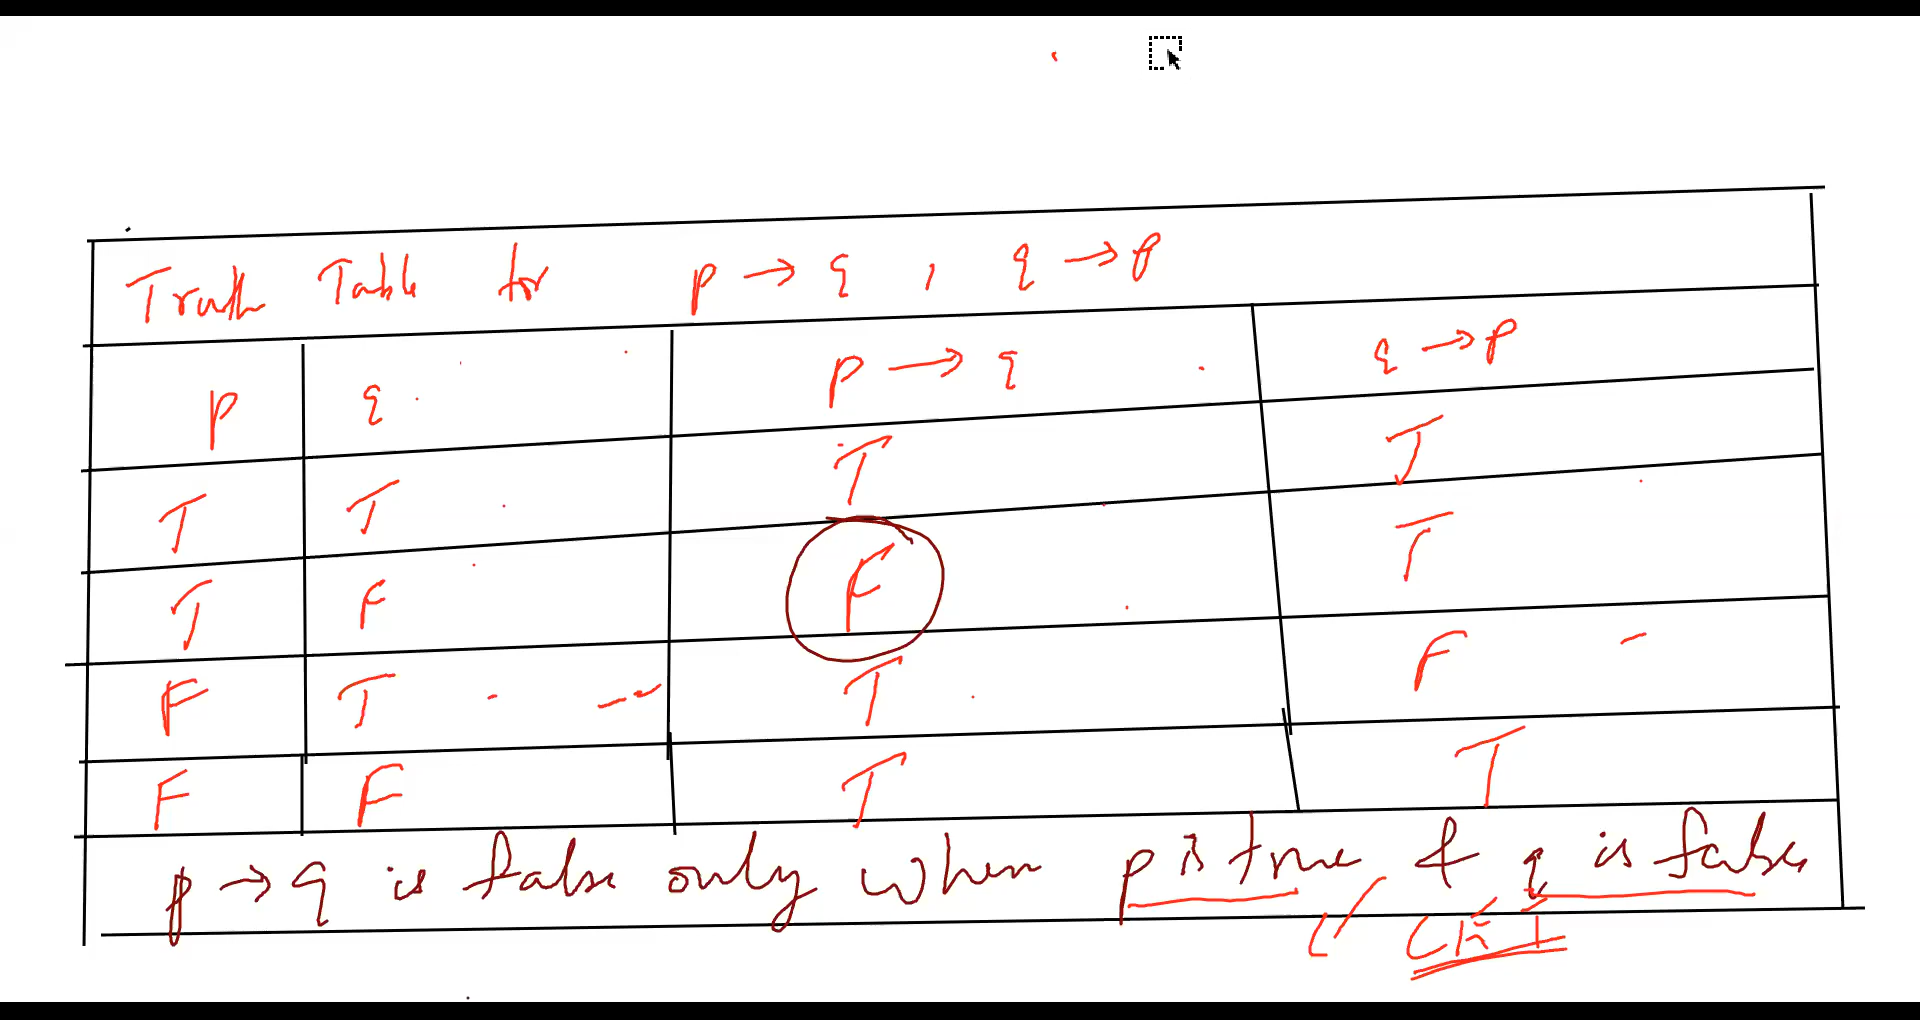 Truth Table for p → q , q → p
p q p → q q → p
T T T T
T F F T
F T T F
F F T T
p → q is false only when p is true & q is false